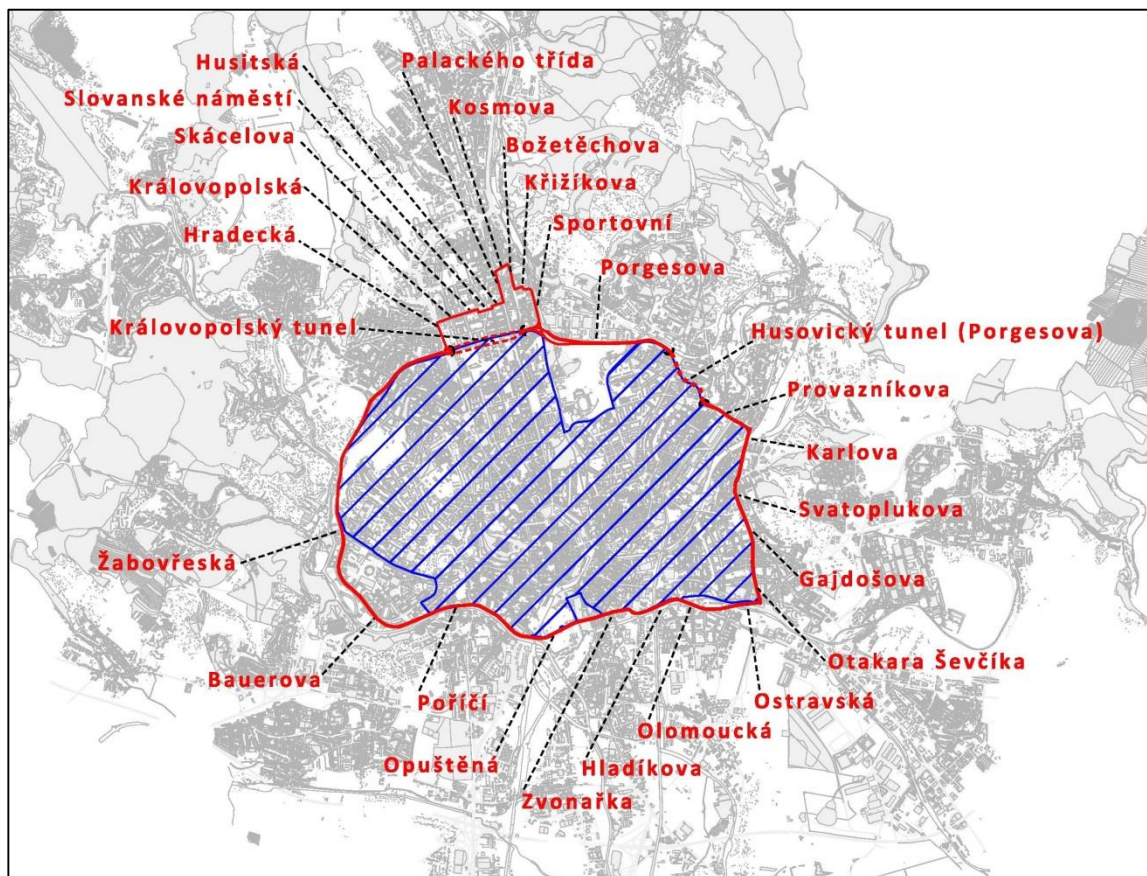 Husitská
Palackého třída
Slovanské náměstí
Kosmova
Skácelova
Božetěchova
Královopolská
Křižíkova
Hradecká
Sportovní
Porgesova
Královopolský tunel
Husovický tunel (Porgesova)
Provazníkova
Karlova
Svatoplukova
Žabovřeská
Gajdošova
Otakara Ševčíka
Bauerova
Poříčí
Ostravská
Olomoucká
Opuštěná
Hladíkova
Zvonařka